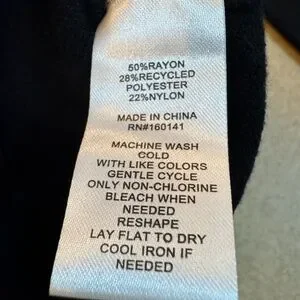 50%RAYON
28%RECYCLED
POLYESTER
22%NYLON
MADE IN CHINA
RN#160141
MACHINE WASH
COLD
WITH LIKE COLORS
GENTLE CYCLE
ONLY NON-CHLORINE
BLEACH WHEN
NEEDED
RESHAPE
LAY FLAT TO DRY
COOL IRON IF
NEEDED